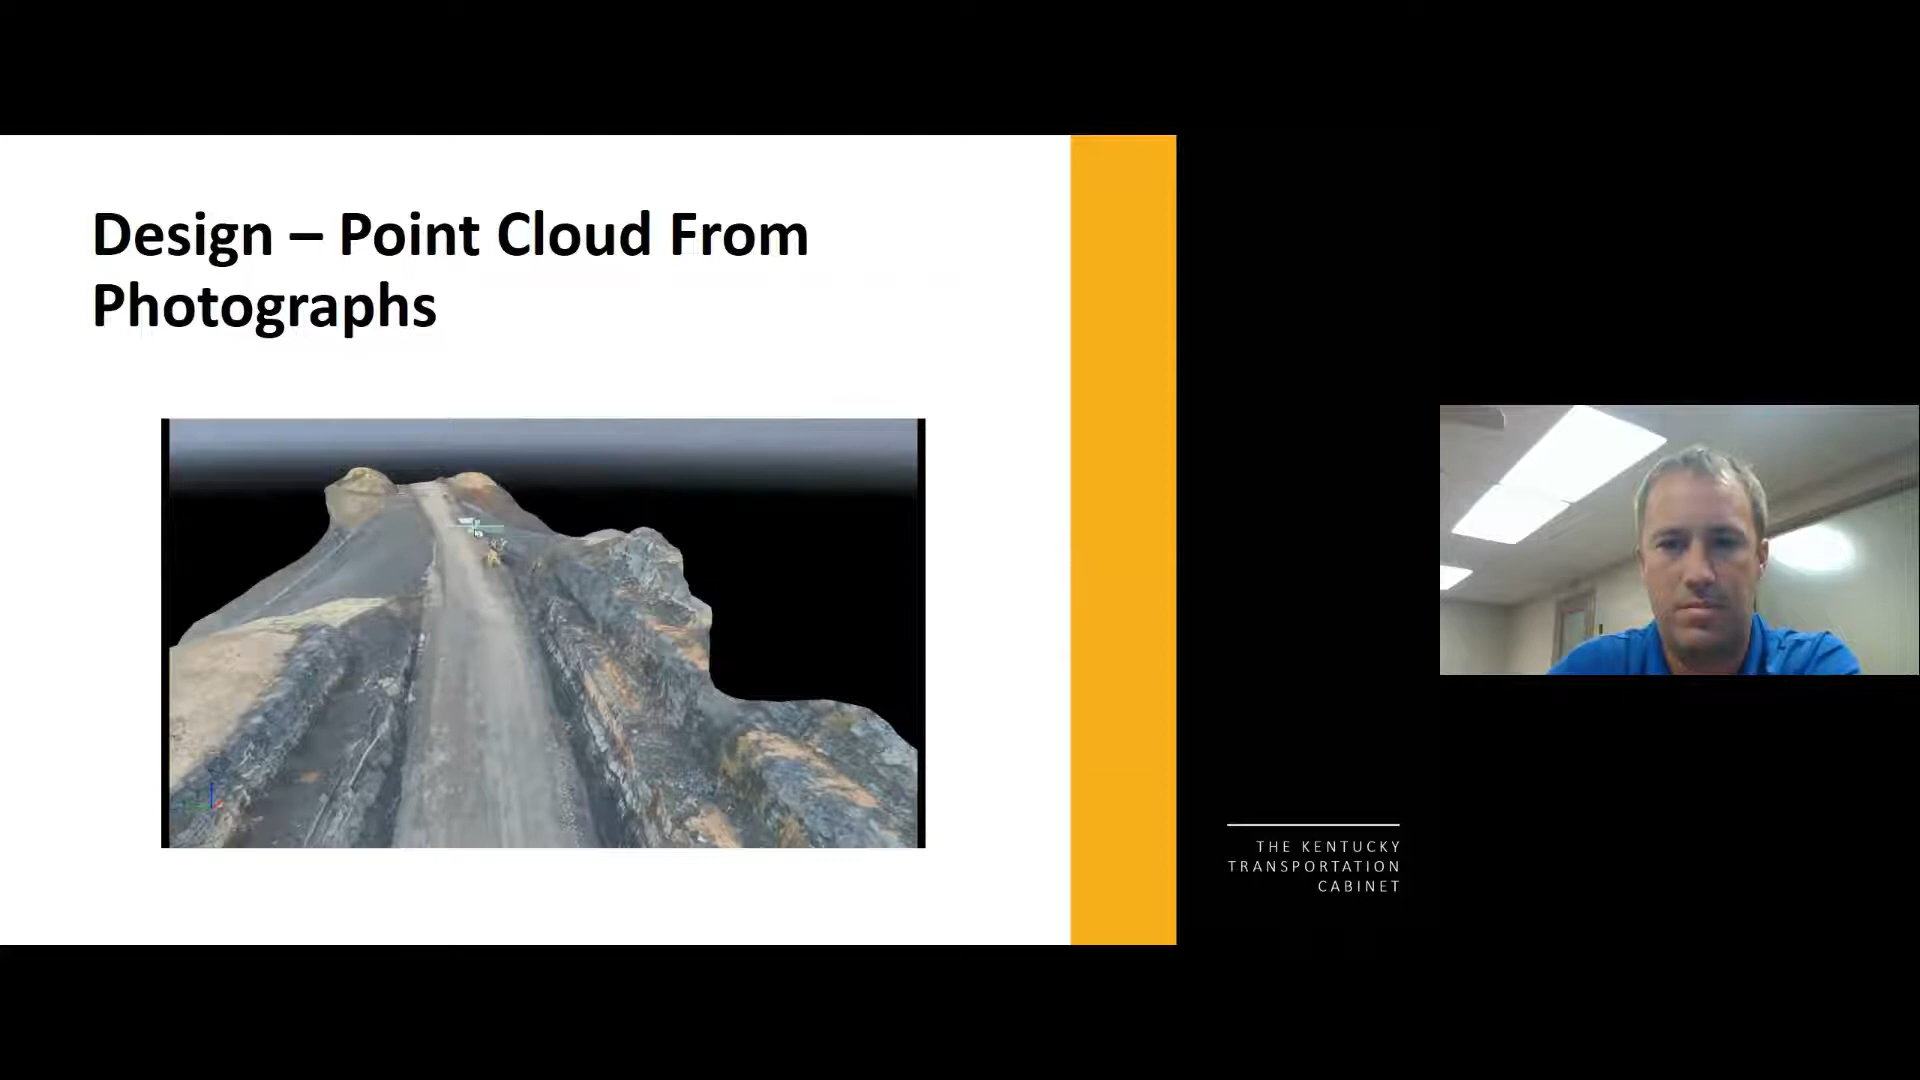 Design – Point Cloud From
Photographs
THE KENTUCKY
TRANSPORTATION
CABINET